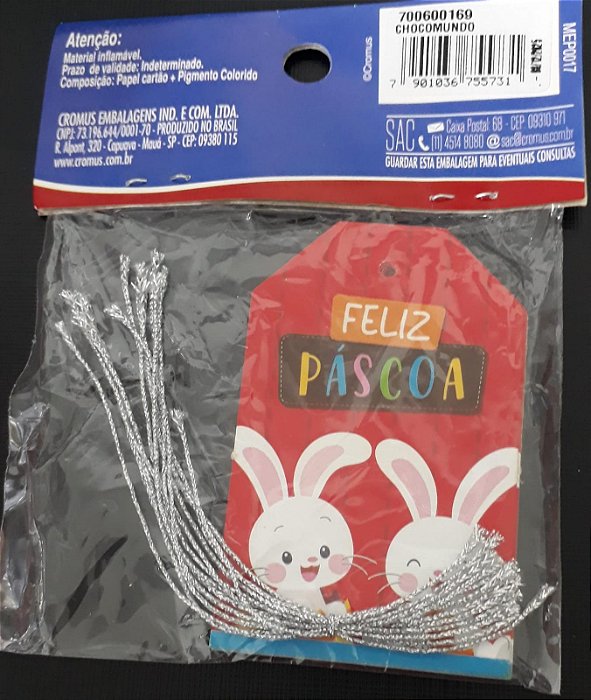 Atenção:
Material inflamável.
Prazo de validade: Indeterminado.
Composição: Papel cartão + Pigmento Colorido
CROMUS EMBALAGENS IND. E COM. LTDA.
CNPJ: 73.196.644/0001-70 - PRODUZIDO NO BRASIL
R. Alpont, 320 - Capuava - Mauá - SP - CEP: 09380 115
www.cromus.com.br
©Cromus
700600169
CHOCOMUNDO
7 901036 755731
MEP0017
SAC
Caixa Postal 68 - CEP 09310 971
(11) 4514 8080 @ sac@cromus.com.br
GUARDAR ESTA EMBALAGEM PARA EVENTUAIS CONSULTAS
FELIZ
PÁSCOA